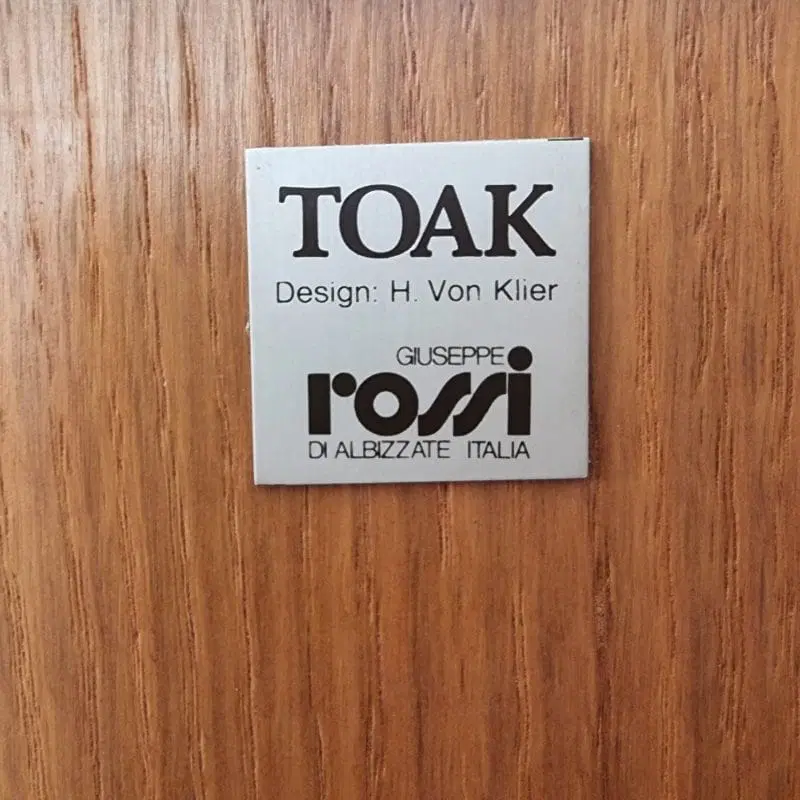 TOAK
Design: H. Von Klier
GIUSEPPE
rossi
DI ALBIZZATE ITALIA